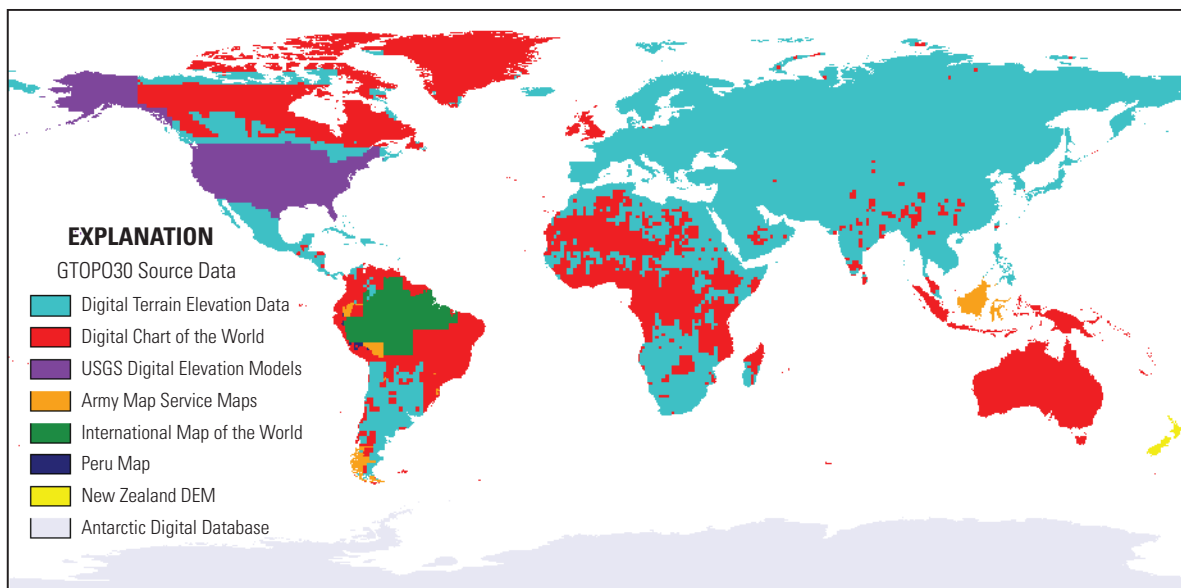 EXPLANATION
GTOPO30 Source Data
Digital Terrain Elevation Data
Digital Chart of the World
USGS Digital Elevation Models
Army Map Service Maps
International Map of the World
Peru Map
New Zealand DEM
Antarctic Digital Database